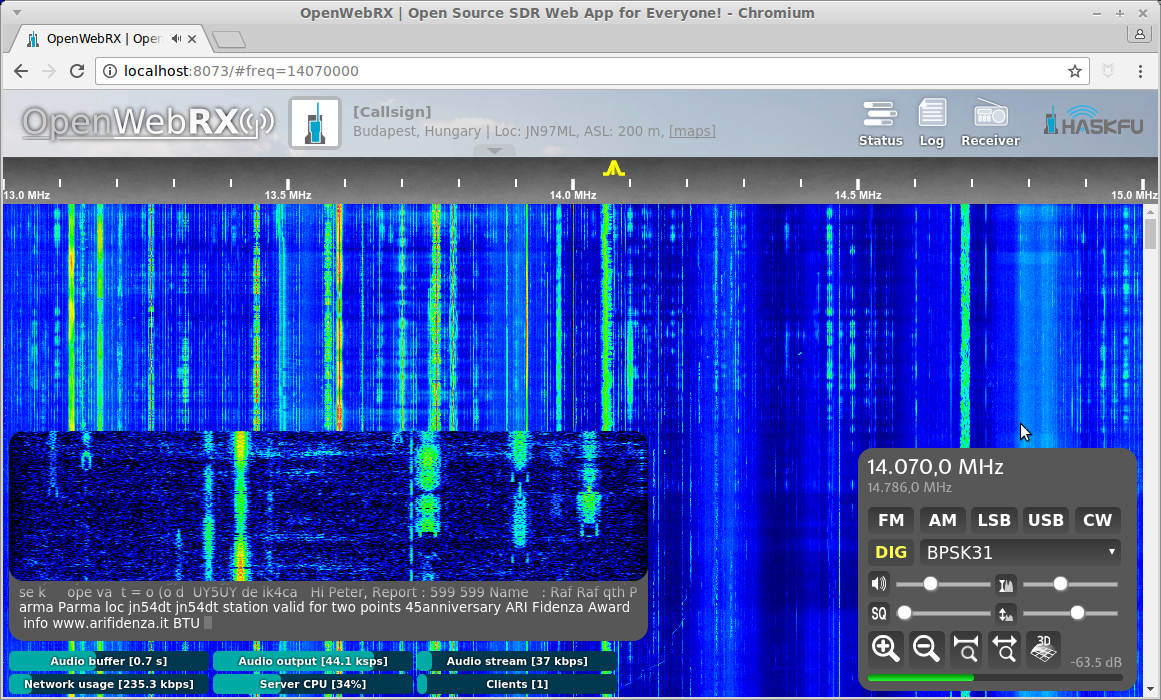 OpenWebRX | Open Source SDR Web App for Everyone! - Chromium
OpenWebRX | Open
localhost:8073/#freq=14070000
OpenWebRX
[Callsign]
Budapest, Hungary | Loc: JN97ML, ASL: 200 m, [maps]
Status Log Receiver
HASKFU
13.0 MHz 13.5 MHz 14.0 MHz 14.5 MHz 15.0 MHz
14.070,0 MHz
14.786,0 MHz
FM AM LSB USB CW
DIG BPSK31
SQ
3D
-63.5 dB
se k ope va t = o (o d UY5UY de ik4ca Hi Peter, Report : 599 599 Name : Raf Raf qth P
arma Parma loc jn54dt jn54dt station valid for two points 45anniversary ARI Fidenza Award
info www.arifidenza.it BTU
Audio buffer [0.7 s] Audio output [44.1 ksps] Audio stream [37 kbps]
Network usage [235.3 kbps] Server CPU [34%] Clients [1]